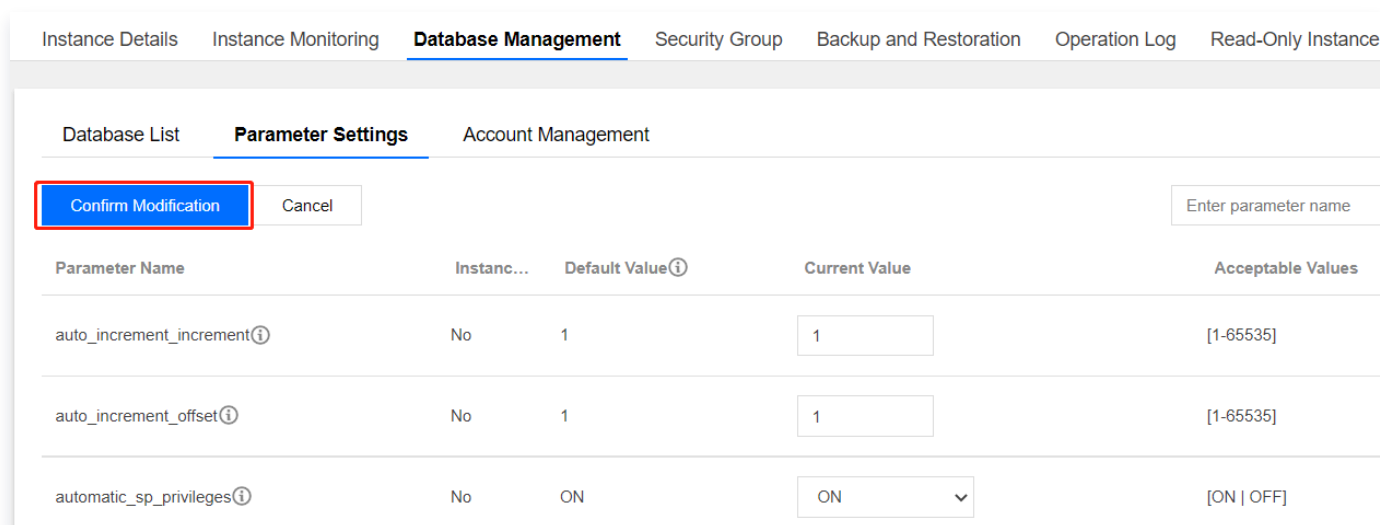 Instance Details Instance Monitoring Database Management Security Group Backup and Restoration Operation Log Read-Only Instance
Database List Parameter Settings Account Management
Confirm Modification Cancel Enter parameter name
Parameter Name Instanc... Default Value Current Value Acceptable Values
auto_increment_increment No 1 1 [1-65535]
auto_increment_offset No 1 1 [1-65535]
automatic_sp_privileges No ON ON [ON | OFF]